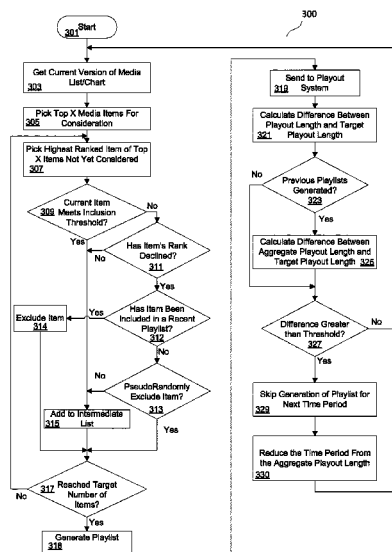 300
Start
301
Get Current Version of Media
List/Chart
303
Pick Top X Media Items For
Consideration
305
Pick Highest Ranked Item of Top
X Items Not Yet Considered
307
Current Item
309 Meets Inclusion
Threshold?
No
Yes
Has Item's Rank
Declined?
311
No
Yes
Has Item Been
Included in a Recent
Playlist?
312
Yes
Exclude Item
314
No
PseudoRandomly
Exclude Item?
313
No
Yes
Add to Intermediate
315 List
Reached Target
317 Number of
Items?
No
Yes
Generate Playlist
318
Send to Playout
319 System
Calculate Difference Between
Playout Length and Target
321 Playout Length
Previous Playlists
Generated?
323
No
Yes
Calculate Difference Between
Aggregate Playout Length and
Target Playout Length 325
Difference Greater
than Threshold?
327
No
Yes
Skip Generation of Playlist for
Next Time Period
329
Reduce the Time Period From
the Aggregate Playout Length
330